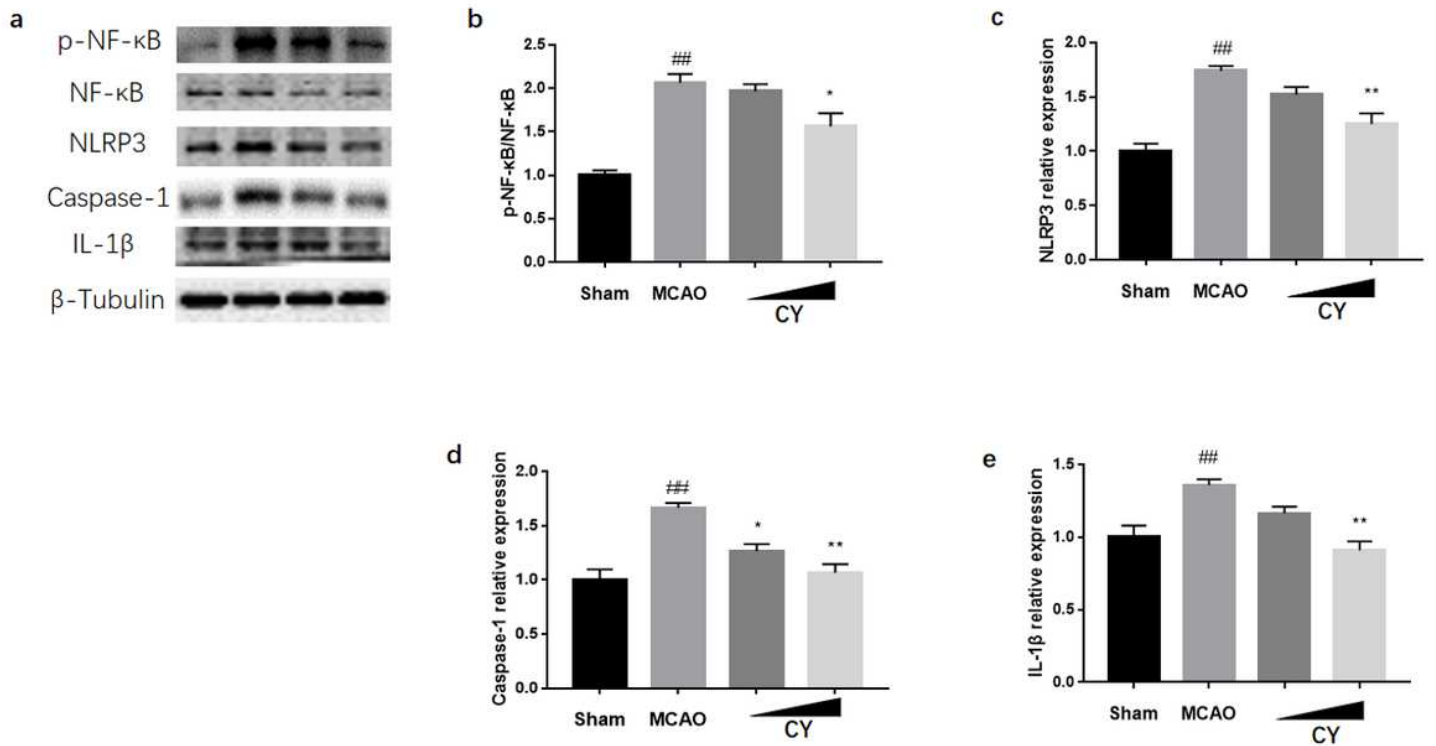 a
p-NF-κB
NF-κB
NLRP3
Caspase-1
IL-1β
β-Tubulin
b
p-NF-κB/NF-κB
2.5
2.0
1.5
1.0
0.5
0.0
##
*
Sham MCAO
CY
c
NLRP3 relative expression
2.0
1.5
1.0
0.5
0.0
##
**
Sham MCAO
CY
d
Caspase-1 relative expression
2.0
1.5
1.0
0.5
0.0
###
*
**
Sham MCAO
CY
e
IL-1β relative expression
1.5
1.0
0.5
0.0
##
**
Sham MCAO
CY